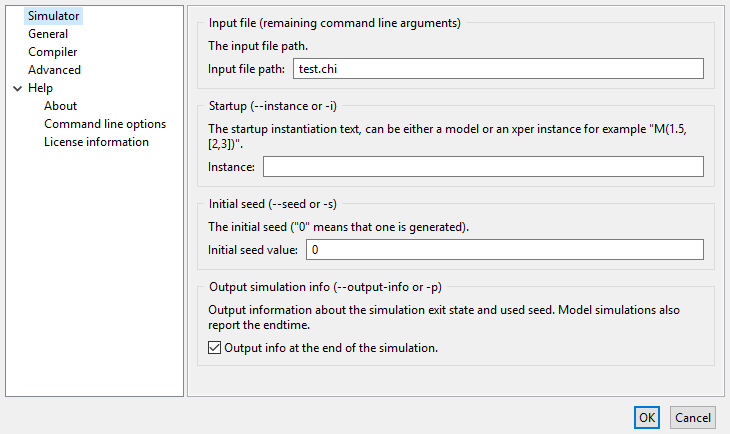 Simulator
General
Compiler
Advanced
Help
About
Command line options
License information
Input file (remaining command line arguments)
The input file path.
Input file path: test.chi
Startup (--instance or -i)
The startup instantiation text, can be either a model or an xper instance for example "M(1.5,
[2,3])".
Instance:
Initial seed (--seed or -s)
The initial seed ("0" means that one is generated).
Initial seed value: 0
Output simulation info (--output-info or -p)
Output information about the simulation exit state and used seed. Model simulations also
report the endtime.
Output info at the end of the simulation.
OK Cancel